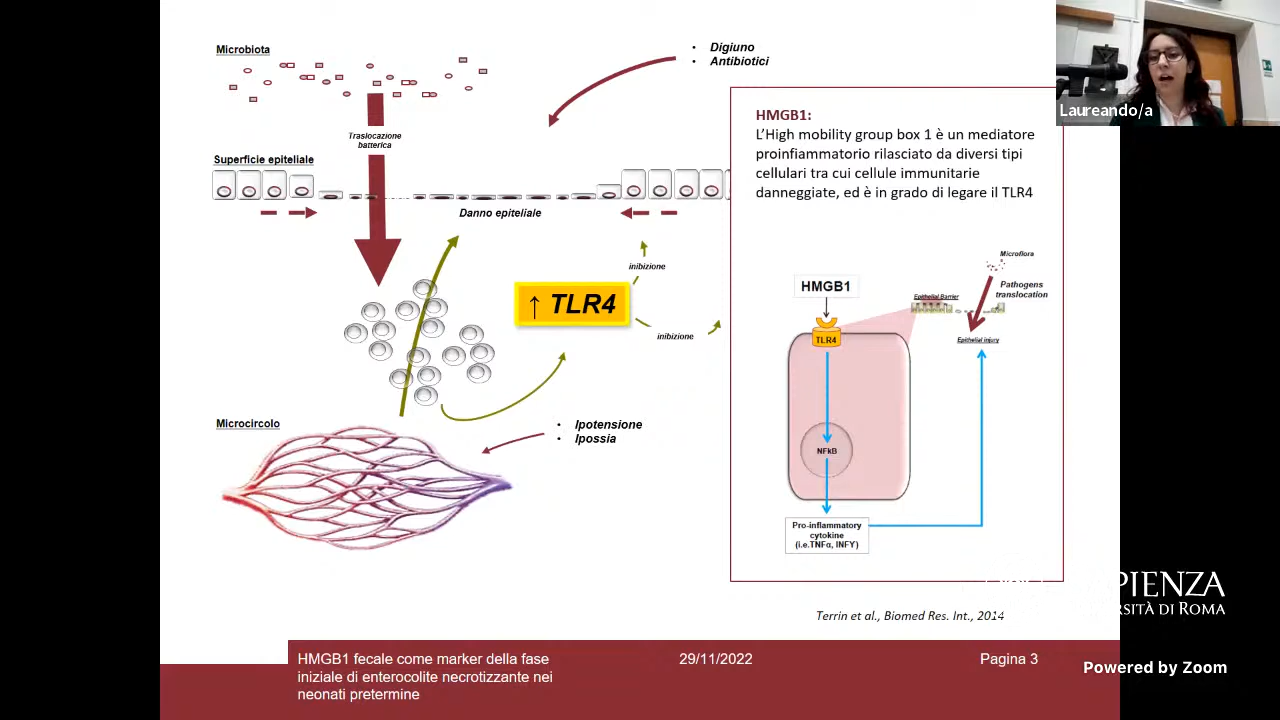 Microbiota
Digiuno
Antibiotici
Traslocazione
batterica
Superficie epiteliale
Danno epiteliale
inibizione
↑ TLR4
inibizione
Microcircolo
Ipotensione
Ipossia
HMGB1:
L’High mobility group box 1 è un mediatore
proinfiammatorio rilasciato da diversi tipi
cellulari tra cui cellule immunitarie
danneggiate, ed è in grado di legare il TLR4
HMGB1
TLR4
NFkB
Pro-inflammatory
cytokine
(i.e.TNFα, INFY)
Epithelial Barrier
Microflora
Pathogens
translocation
Epithelial injury
Terrin et al., Biomed Res. Int., 2014
HMGB1 fecale come marker della fase
iniziale di enterocolite necrotizzante nei
neonati pretermine
29/11/2022
Pagina 3
Laureando/a
PIENZA
RSITÀ DI ROMA
Powered by Zoom